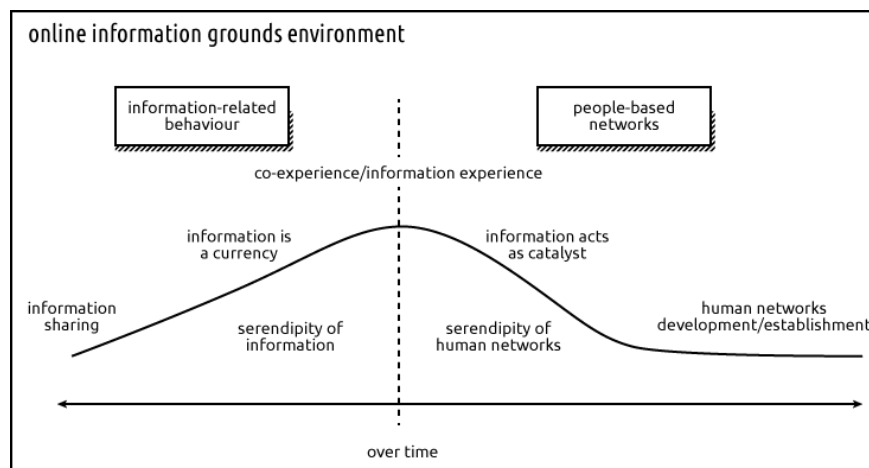 online information grounds environment
information-related
behaviour
people-based
networks
co-experience/information experience
information is
a currency
information acts
as catalyst
information
sharing
human networks
development/establishment
serendipity of
information
serendipity of
human networks
over time